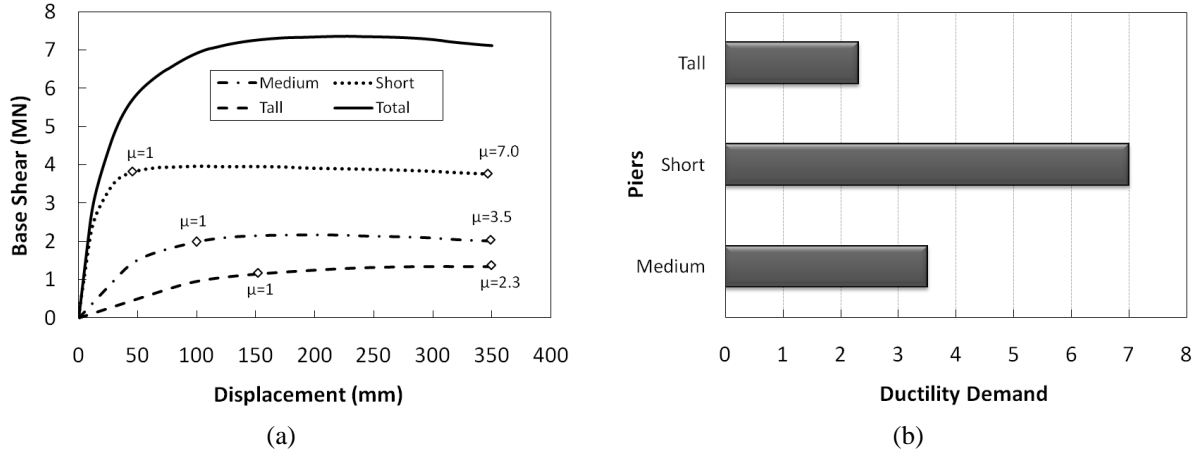 8
7
6
5
4
3
2
1
0
Base Shear (MN)
Medium
Short
Tall
Total
μ=1
μ=7.0
μ=1
μ=3.5
μ=1
μ=2.3
0 50 100 150 200 250 300 350 400
Displacement (mm)
(a)
Piers
Tall
Short
Medium
0 1 2 3 4 5 6 7 8
Ductility Demand
(b)